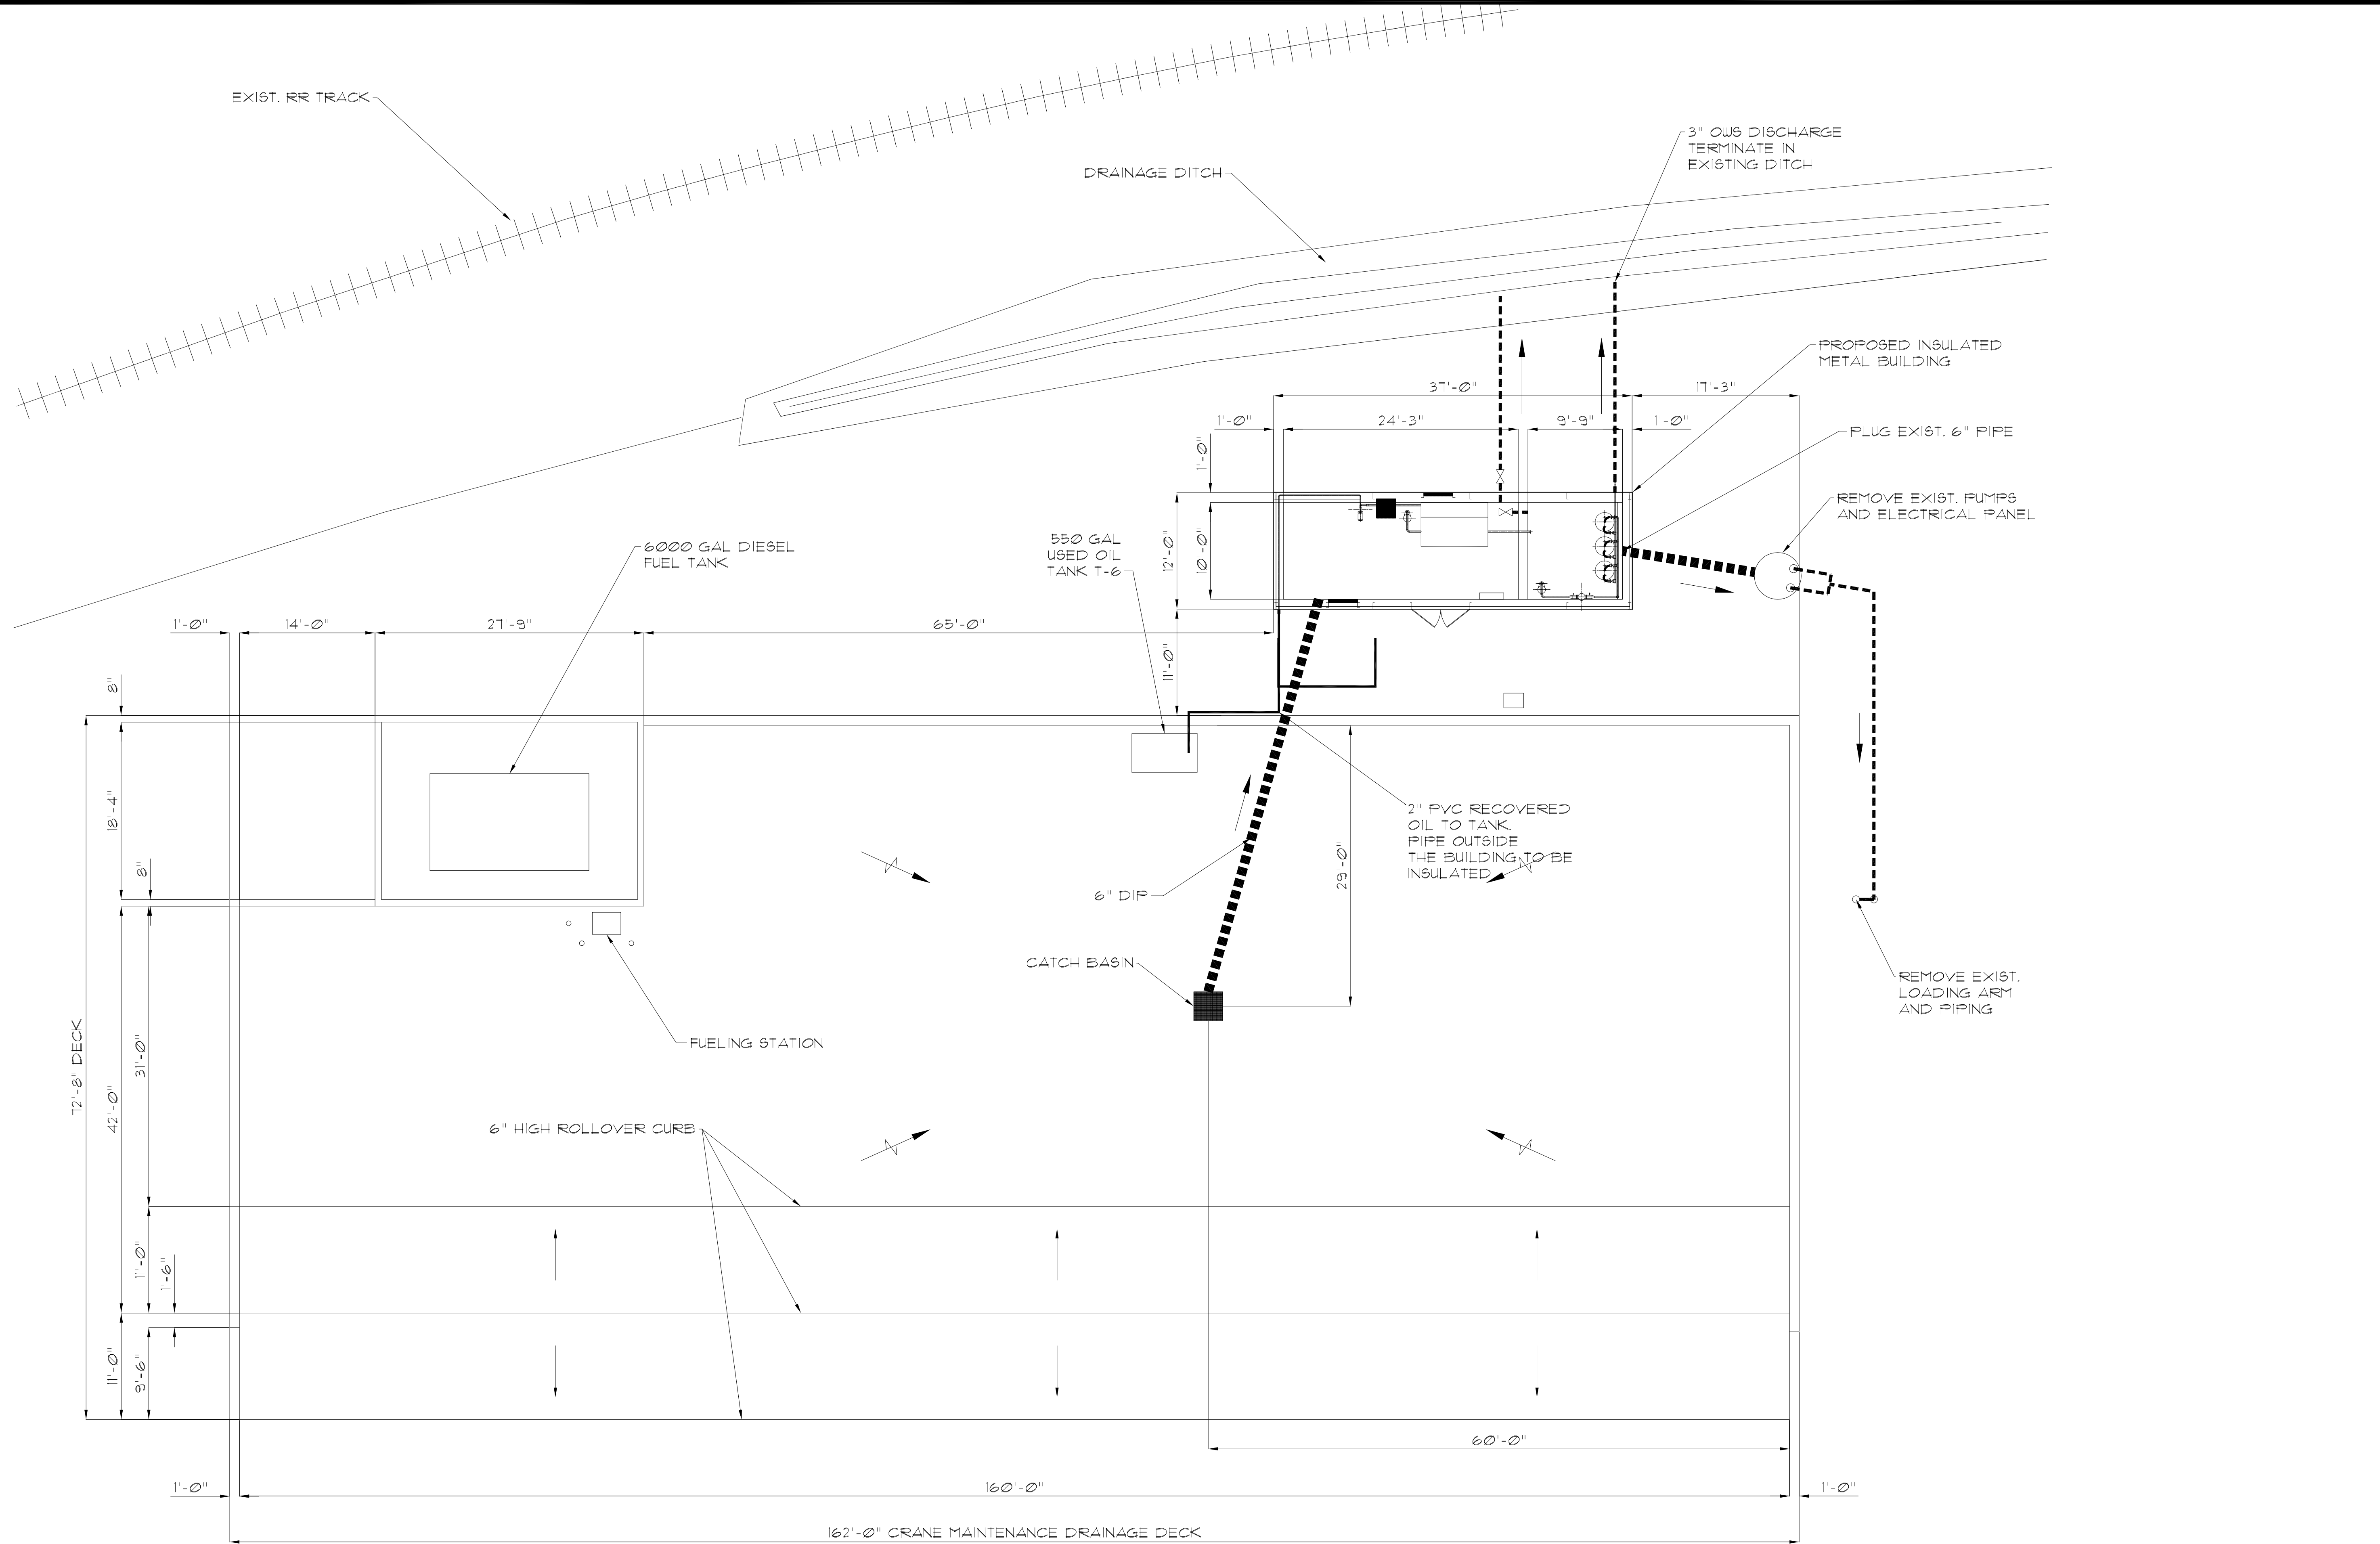 EXIST. RR TRACK
3" OWS DISCHARGE
TERMINATE IN
EXISTING DITCH
DRAINAGE DITCH
PROPOSED INSULATED
METAL BUILDING
37'-0"
17'-3"
1'-0"
24'-3"
9'-9"
1'-0"
PLUG EXIST. 6" PIPE
1'-0"
REMOVE EXIST. PUMPS
AND ELECTRICAL PANEL
550 GAL
USED OIL
TANK T-6
12'-0"
10'-0"
6000 GAL DIESEL
FUEL TANK
1'-0"
14'-0"
27'-9"
65'-0"
11'-0"
8"
18'-4"
8"
2" PVC RECOVERED
OIL TO TANK.
PIPE OUTSIDE
THE BUILDING TO BE
INSULATED
29'-0"
6" DIP
CATCH BASIN
REMOVE EXIST.
LOADING ARM
AND PIPING
FUELING STATION
72'-8" DECK
42'-0"
31'-0"
6" HIGH ROLLOVER CURB
11'-0"
1'-6"
11'-0"
9'-6"
60'-0"
1'-0"
160'-0"
1'-0"
162'-0" CRANE MAINTENANCE DRAINAGE DECK